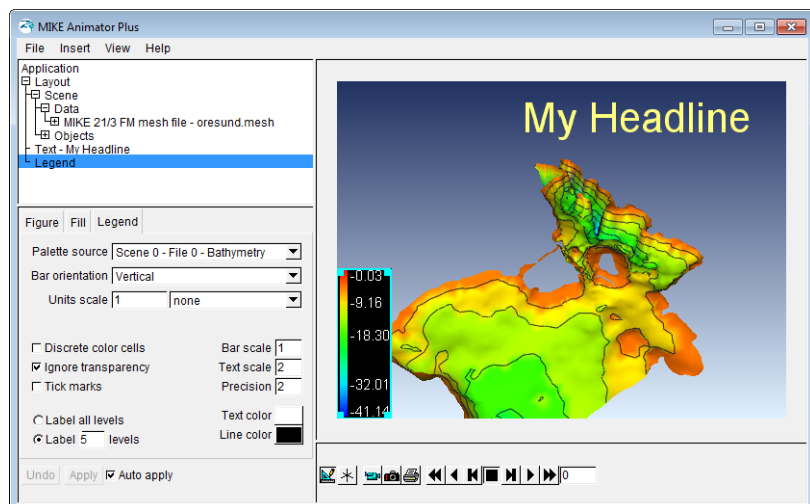 MIKE Animator Plus
File Insert View Help
Application
Layout
Scene
Data
MIKE 21/3 FM mesh file - oresund.mesh
Objects
Text - My Headline
Legend
Figure Fill Legend
Palette source Scene 0 - File 0 - Bathymetry
Bar orientation Vertical
Units scale 1 none
Discrete color cells Bar scale 1
Ignore transparency Text scale 2
Tick marks Precision 2
Label all levels Text color
Label 5 levels Line color
Undo Apply Auto apply
My Headline
-0.03
-9.16
-18.30
-32.01
-41.14
0